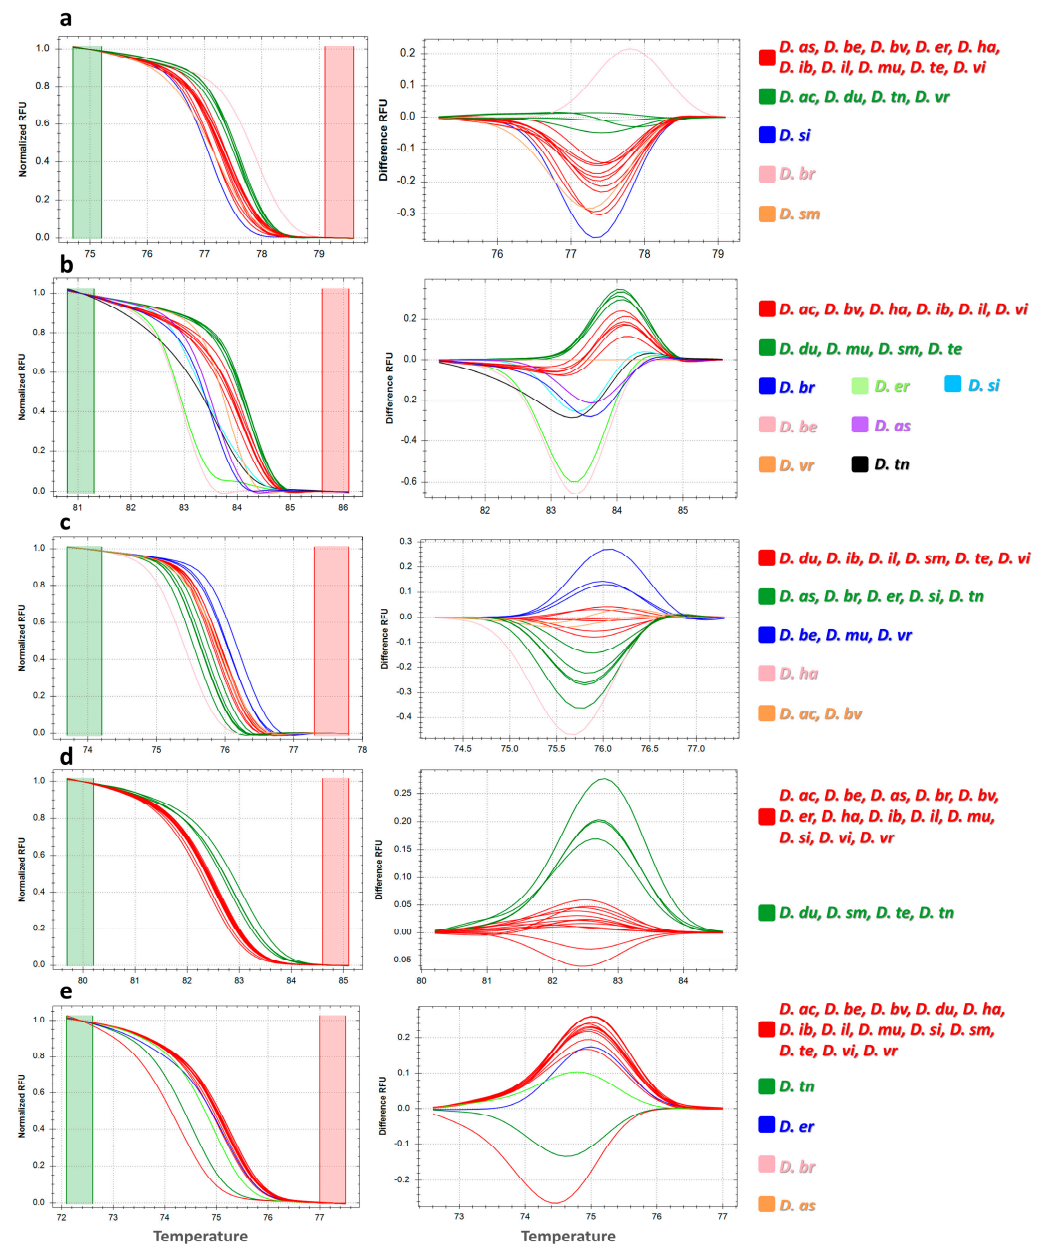 a
Normalized RFU
1.0
0.8
0.6
0.4
0.2
0.0
75
76
77
78
79
Difference RFU
0.2
0.1
0.0
-0.1
-0.2
-0.3
76
77
78
79
D. as, D. be, D. bv, D. er, D. ha,
D. ib, D. il, D. mu, D. te, D. vi
D. ac, D. du, D. tn, D. vr
D. si
D. br
D. sm
b
Normalized RFU
1.0
0.8
0.6
0.4
0.2
0.0
81
82
83
84
85
86
Difference RFU
0.2
0.0
-0.2
-0.4
-0.6
82
83
84
85
D. ac, D. bv, D. ha, D. ib, D. il, D. vi
D. du, D. mu, D. sm, D. te
D. br
D. er
D. si
D. be
D. as
D. vr
D. tn
c
Normalized RFU
1.0
0.8
0.6
0.4
0.2
0.0
74
75
76
77
78
Difference RFU
0.3
0.2
0.1
0.0
-0.1
-0.2
-0.3
-0.4
74.5
75.0
75.5
76.0
76.5
77.0
D. du, D. ib, D. il, D. sm, D. te, D. vi
D. as, D. br, D. er, D. si, D. tn
D. be, D. mu, D. vr
D. ha
D. ac, D. bv
d
Normalized RFU
1.0
0.8
0.6
0.4
0.2
0.0
80
81
82
83
84
85
Difference RFU
0.25
0.20
0.15
0.10
0.05
0.00
0.05
80
81
82
83
84
D. ac, D. be, D. as, D. br, D. bv,
D. er, D. ha, D. ib, D. il, D. mu,
D. si, D. vi, D. vr
D. du, D. sm, D. te, D. tn
e
Normalized RFU
1.0
0.8
0.6
0.4
0.2
0.0
72
73
74
75
76
77
Temperature
Difference RFU
0.2
0.1
0.0
-0.1
-0.2
73
74
75
76
77
Temperature
D. ac, D. be, D. bv, D. du, D. ha,
D. ib, D. il, D. mu, D. si, D. sm,
D. te, D. vi, D. vr
D. tn
D. er
D. br
D. as